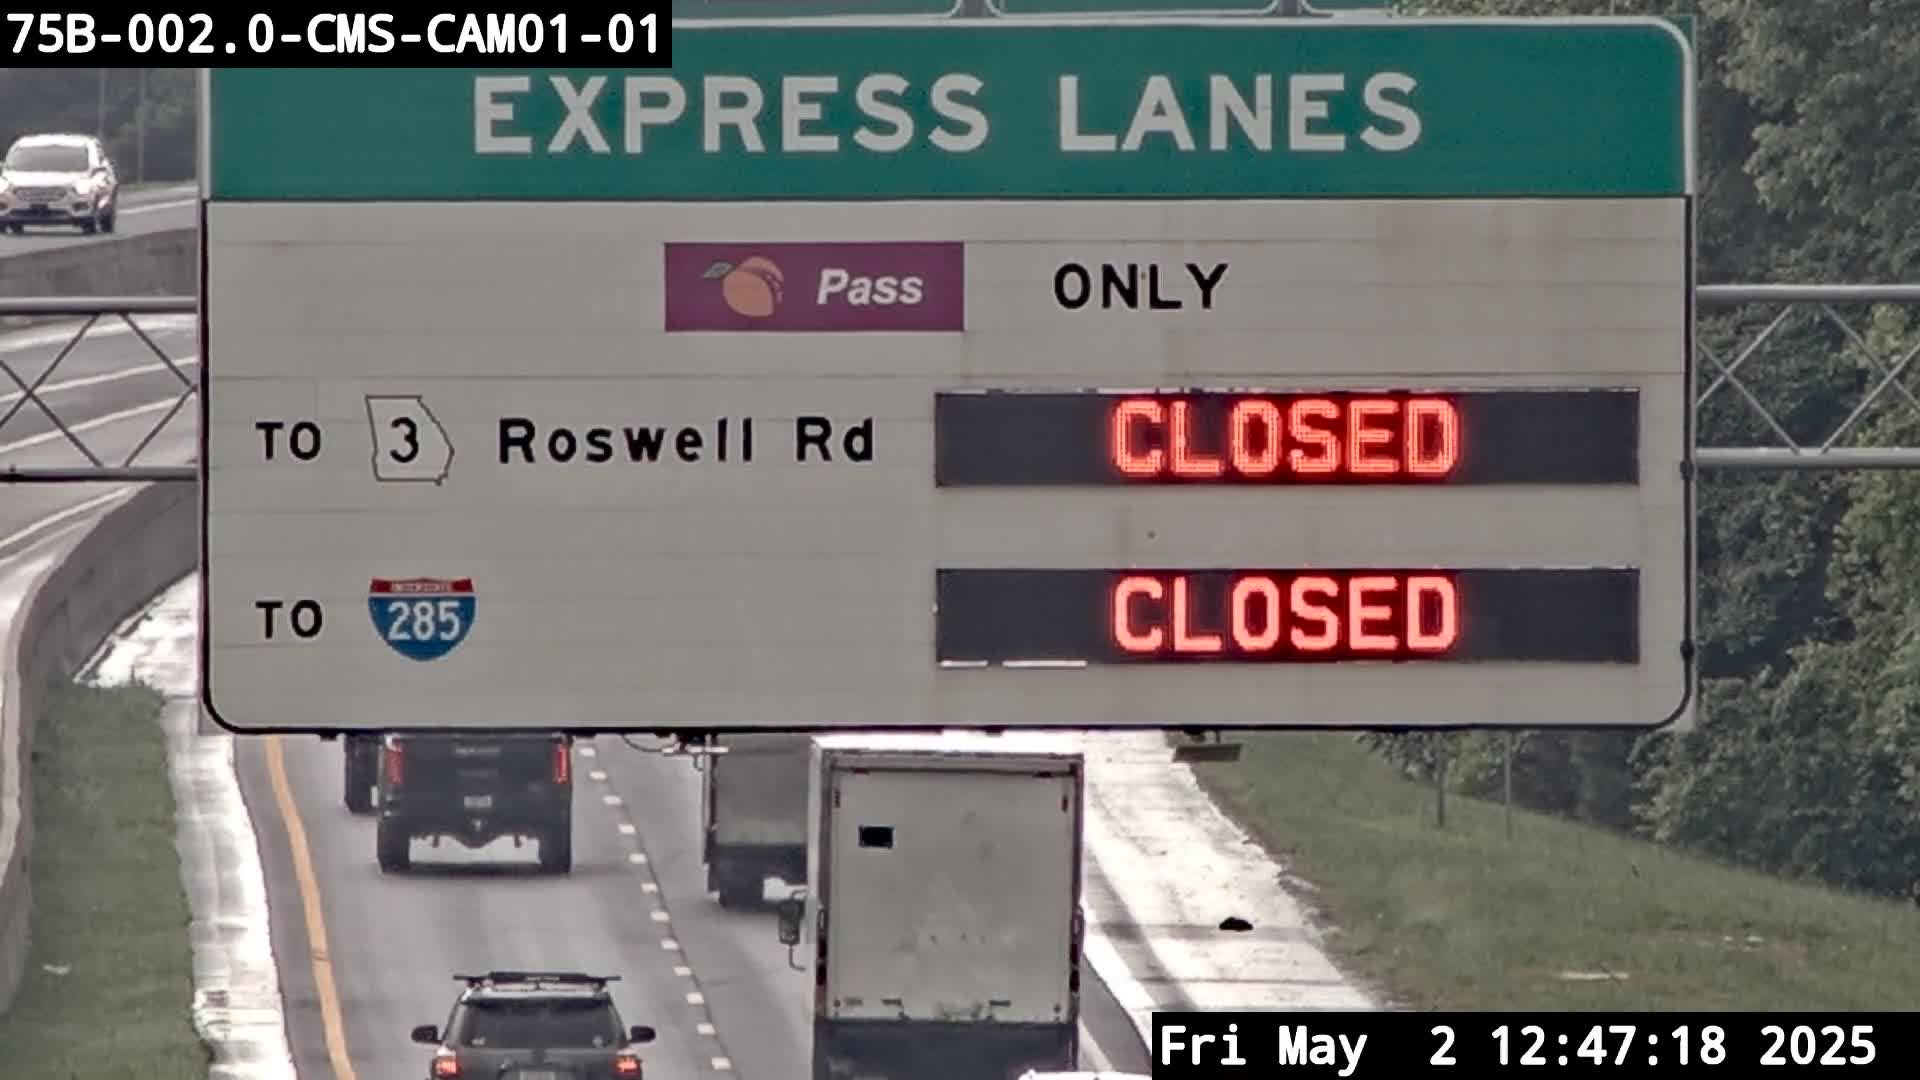 75B-002.0-CMS-CAM01-01
EXPRESS LANES
Pass ONLY
TO 3 Roswell Rd CLOSED
TO INTERSTATE 285 CLOSED
Fri May 2 12:47:18 2025